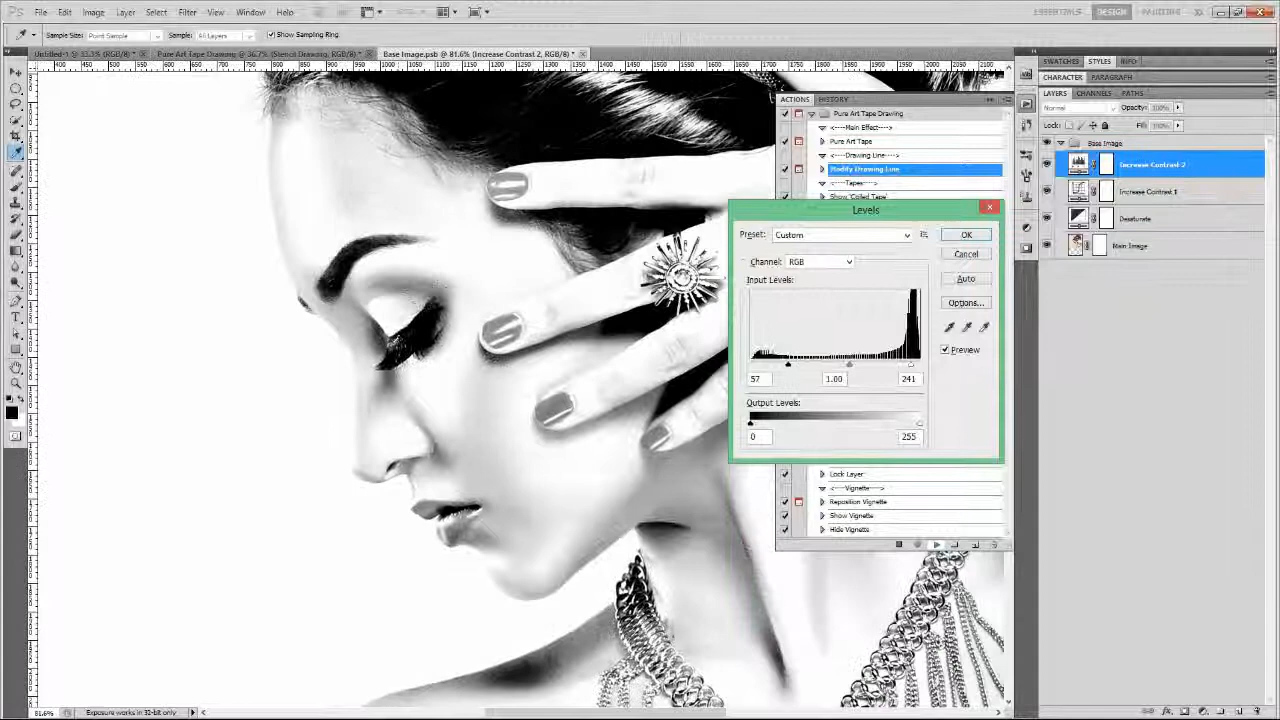 Ps File Edit Image Layer Select Filter View Window Help
ESSENTIALS DESIGN PAINTING
Sample Size: Point Sample Sample: All Layers Show Sampling Ring
Untitled-1 @ 33.3% (RGB/8) * Pure Art Tape Drawing @ 36.7% (Stencil Drawing, RGB/8) * Base Image.psb @ 81.6% (Increase Contrast 2, RGB/8) *
SWATCHES STYLES INFO
CHARACTER PARAGRAPH
LAYERS CHANNELS PATHS
Normal Opacity: 100%
Lock: Fill: 100%
Base Image
Increase Contrast 2
Increase Contrast 1
Desaturate
Main Image
ACTIONS HISTORY
Pure Art Tape Drawing
<----Main Effect---->
Pure Art Tape
<----Drawing Line---->
Modify Drawing Line
<----Tapes---->
Show 'Coiled Tape'
Levels
Preset: Custom
OK
Channel: RGB
Cancel
Input Levels:
Auto
Options...
Preview
57 1.00 241
Output Levels:
0 255
Lock Layer
<----Vignette---->
Reposition Vignette
Show Vignette
Hide Vignette
81.6% Exposure works in 32-bit only